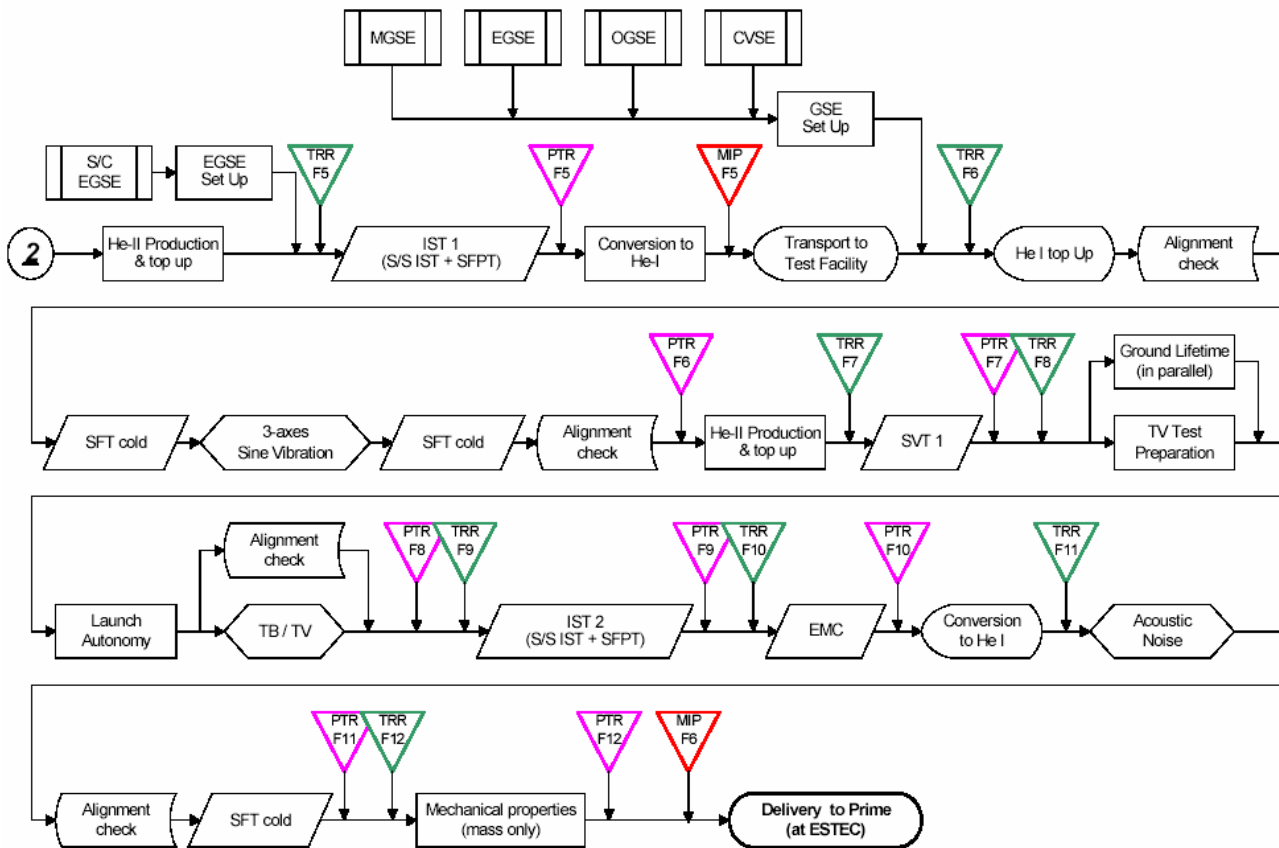 MGSE
EGSE
OGSE
CVSE
GSE
Set Up
S/C
EGSE
EGSE
Set Up
TRR
F5
PTR
F5
MIP
F5
TRR
F6
2
He-II Production
& top up
IST 1
(S/S IST + SFPT)
Conversion to
He-I
Transport to
Test Facility
He I top Up
Alignment
check
PTR
F6
TRR
F7
PTR
F7
TRR
F8
Ground Lifetime
(in parallel)
SFT cold
3-axes
Sine Vibration
SFT cold
Alignment
check
He-II Production
& top up
SVT 1
TV Test
Preparation
Alignment
check
PTR
F8
TRR
F9
PTR
F9
TRR
F10
PTR
F10
TRR
F11
Launch
Autonomy
TB / TV
IST 2
(S/S IST + SFPT)
EMC
Conversion
to He I
Acoustic
Noise
PTR
F11
TRR
F12
PTR
F12
MIP
F6
Alignment
check
SFT cold
Mechanical properties
(mass only)
Delivery to Prime
(at ESTEC)